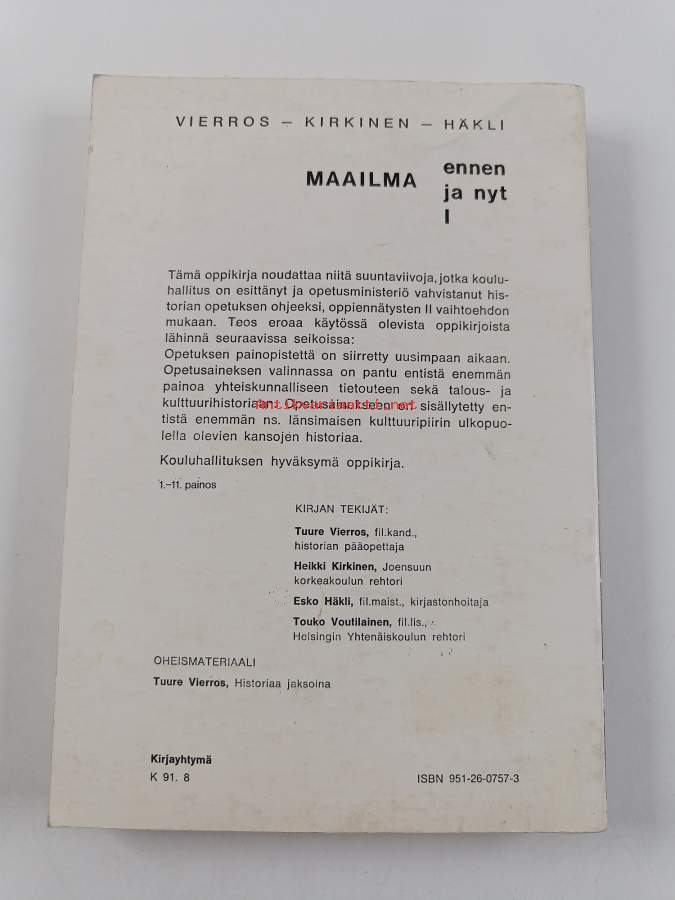 VIERROS – KIRKINEN – HÄKLI
MAAILMA ennen
ja nyt
I
Tämä oppikirja noudattaa niitä suuntaviivoja, jotka koulu-
hallitus on esittänyt ja opetusministeriö vahvistanut his-
torian opetuksen ohjeeksi, oppiennätysten II vaihtoehdon
mukaan. Teos eroaa käytössä olevista oppikirjoista
lähinnä seuraavissa seikoissa:
Opetuksen painopistettä on siirretty uusimpaan aikaan.
Opetusaineksen valinnassa on pantu entistä enemmän
painoa yhteiskunnalliseen tietouteen sekä talous- ja
kulttuurihistoriaan. Opetusainekseen on sisällytetty en-
tistä enemmän ns. länsimaisen kulttuuripiirin ulkopuo-
lella olevien kansojen historiaa.
Kouluhallituksen hyväksymä oppikirja.
1.–11. painos
KIRJAN TEKIJÄT:
Tuure Vierros, fil.kand.,
historian pääopettaja
Heikki Kirkinen, Joensuun
korkeakoulun rehtori
Esko Häkli, fil.maist., kirjastonhoitaja
Touko Voutilainen, fil.lis.,
Helsingin Yhtenäiskoulun rehtori
OHEISMATERIAALI
Tuure Vierros, Historiaa jaksoina
Kirjayhtymä
K 91. 8 ISBN 951-26-0757-3